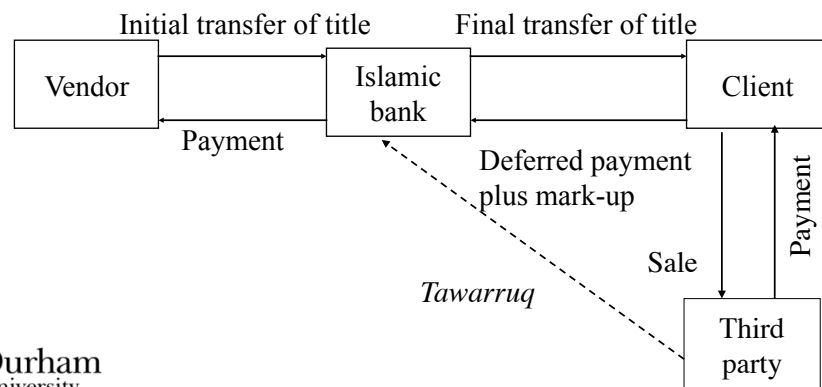 Initial transfer of title
Final transfer of title
Vendor
Islamic
bank
Client
Payment
Deferred payment
plus mark-up
Payment
Sale
Tawarruq
Third
party
Durham
University